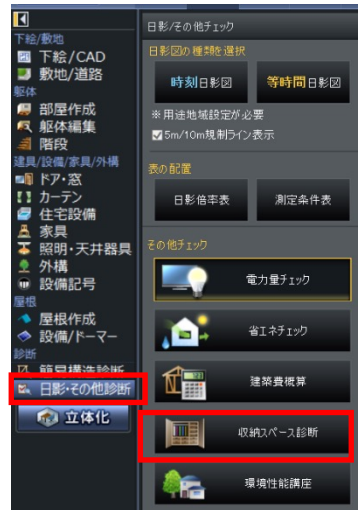 下絵/敷地
下絵/CAD
敷地/道路
躯体
部屋作成
躯体編集
階段
建具/設備/家具/外構
ドア・窓
カーテン
住宅設備
家具
照明・天井器具
外構
設備記号
屋根
屋根作成
設備/ドーマー
診断
簡易構造診断
日影・その他診断
立体化
日影/その他チェック
日影図の種類を選択
時刻日影図
等時間日影図
※用途地域設定が必要
5m/10m規制ライン表示
表の配置
日影倍率表
測定条件表
その他チェック
電力量チェック
省エネチェック
建築費概算
収納スペース診断
環境性能講座